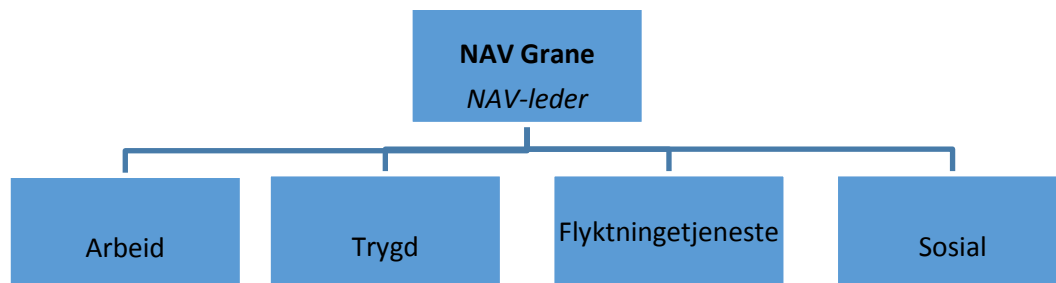 NAV Grane
NAV-leder
Arbeid
Trygd
Flyktningetjeneste
Sosial